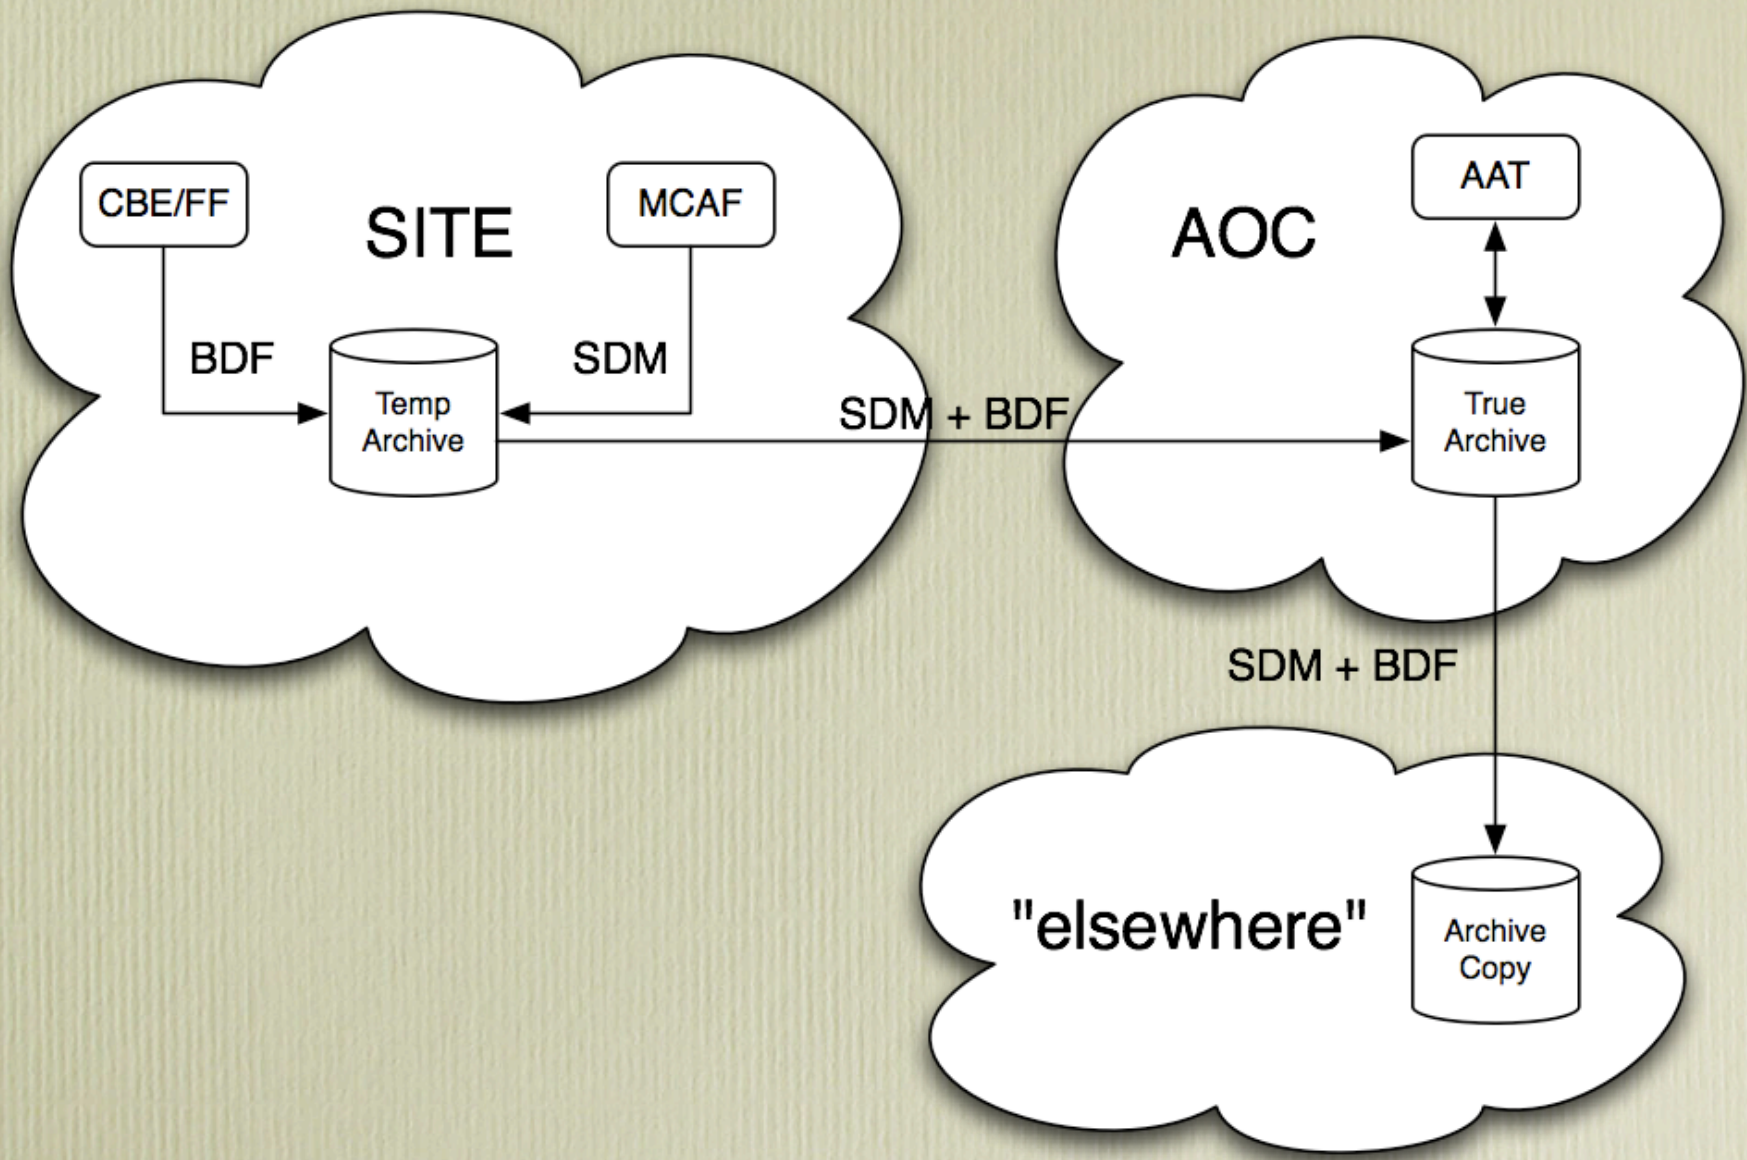 CBE/FF
SITE
MCAF
BDF
SDM
Temp
Archive
SDM + BDF
AOC
AAT
True
Archive
SDM + BDF
"elsewhere"
Archive
Copy